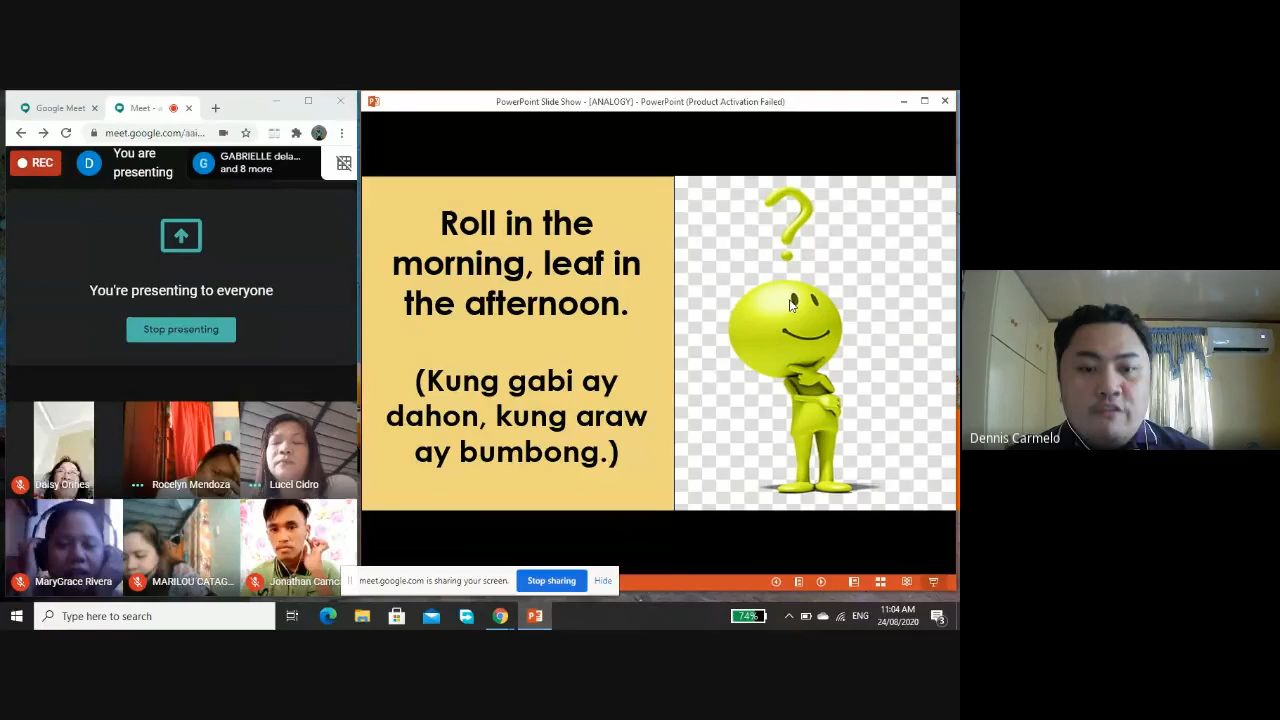 Google Meet
Meet -
PowerPoint Slide Show - [ANALOGY] - PowerPoint (Product Activation Failed)
meet.google.com/aai...
REC
D
You are
presenting
G
GABRIELLE dela...
and 8 more
You're presenting to everyone
Stop presenting
Roll in the
morning, leaf in
the afternoon.
(Kung gabi ay
dahon, kung araw
ay bumbong.)
?
Dennis Carmelo
Daisy Orines
Rocelyn Mendoza
Lucel Cidro
MaryGrace Rivera
MARILOU CATAG...
Jonathan Camc
meet.google.com is sharing your screen.
Stop sharing
Hide
Type here to search
74%
ENG
11:04 AM
24/08/2020
3